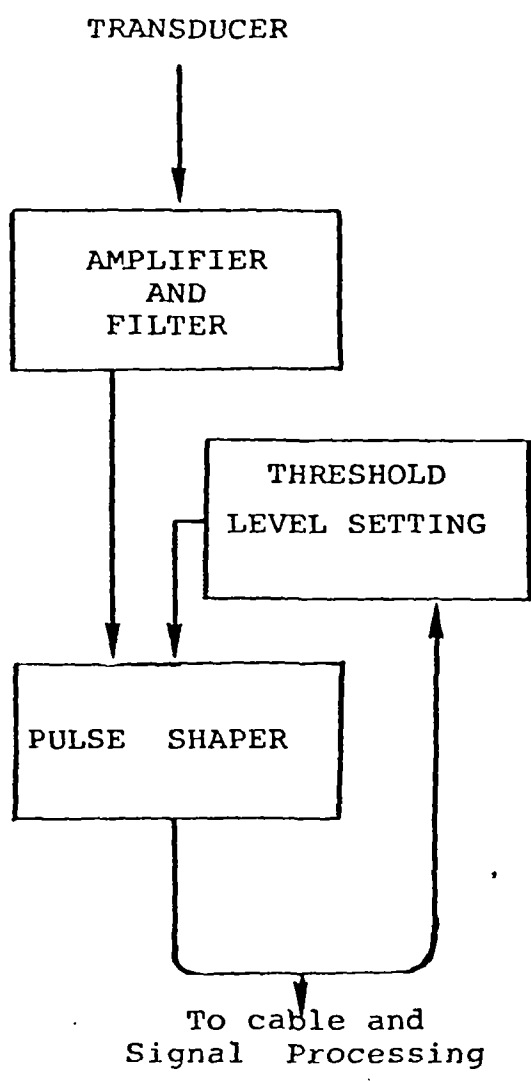 TRANSDUCER
AMPLIFIER
AND
FILTER
THRESHOLD
LEVEL SETTING
PULSE SHAPER
To cable and
Signal Processing